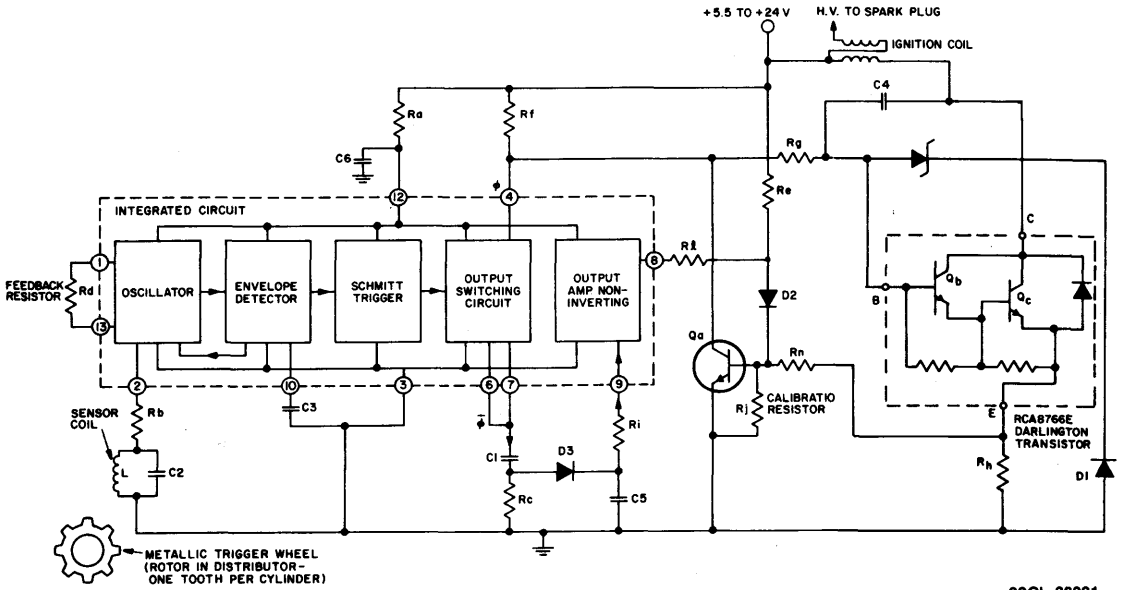 +5.5 TO +24 V
H.V. TO SPARK PLUG
IGNITION COIL
C4
Ra
Rf
C6
Rg
Re
12
ϕ
4
INTEGRATED CIRCUIT
C
1
FEEDBACK
RESISTOR
Rd
13
OSCILLATOR
ENVELOPE
DETECTOR
SCHMITT
TRIGGER
OUTPUT
SWITCHING
CIRCUIT
OUTPUT
AMP NON-
INVERTING
8
Rℓ
D2
B
Qb
Qc
Qa
Rn
2
10
3
6
7
9
Rb
C3
ϕ̄
SENSOR
COIL
L
C2
C1
D3
Ri
Rc
C5
Rj
CALIBRATIO
RESISTOR
E
RCA8766E
DARLINGTON
TRANSISTOR
Rh
D1
METALLIC TRIGGER WHEEL
(ROTOR IN DISTRIBUTOR-
ONE TOOTH PER CYLINDER)